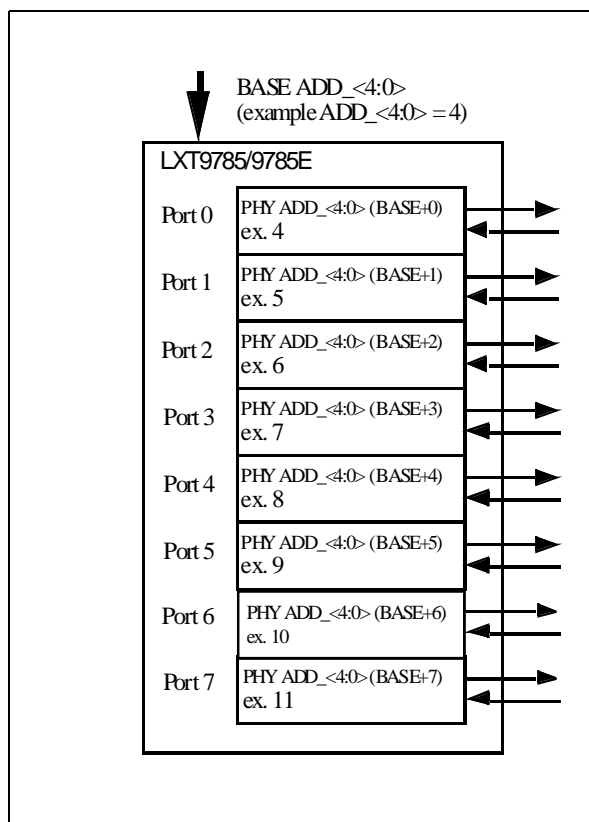 BASE ADD_<4:0>
(example ADD_<4:0> = 4)
LXT9785/9785E
Port 0
PHY ADD_<4:0> (BASE+0)
ex. 4
Port 1
PHY ADD_<4:0> (BASE+1)
ex. 5
Port 2
PHY ADD_<4:0> (BASE+2)
ex. 6
Port 3
PHY ADD_<4:0> (BASE+3)
ex. 7
Port 4
PHY ADD_<4:0> (BASE+4)
ex. 8
Port 5
PHY ADD_<4:0> (BASE+5)
ex. 9
Port 6
PHY ADD_<4:0> (BASE+6)
ex. 10
Port 7
PHY ADD_<4:0> (BASE+7)
ex. 11